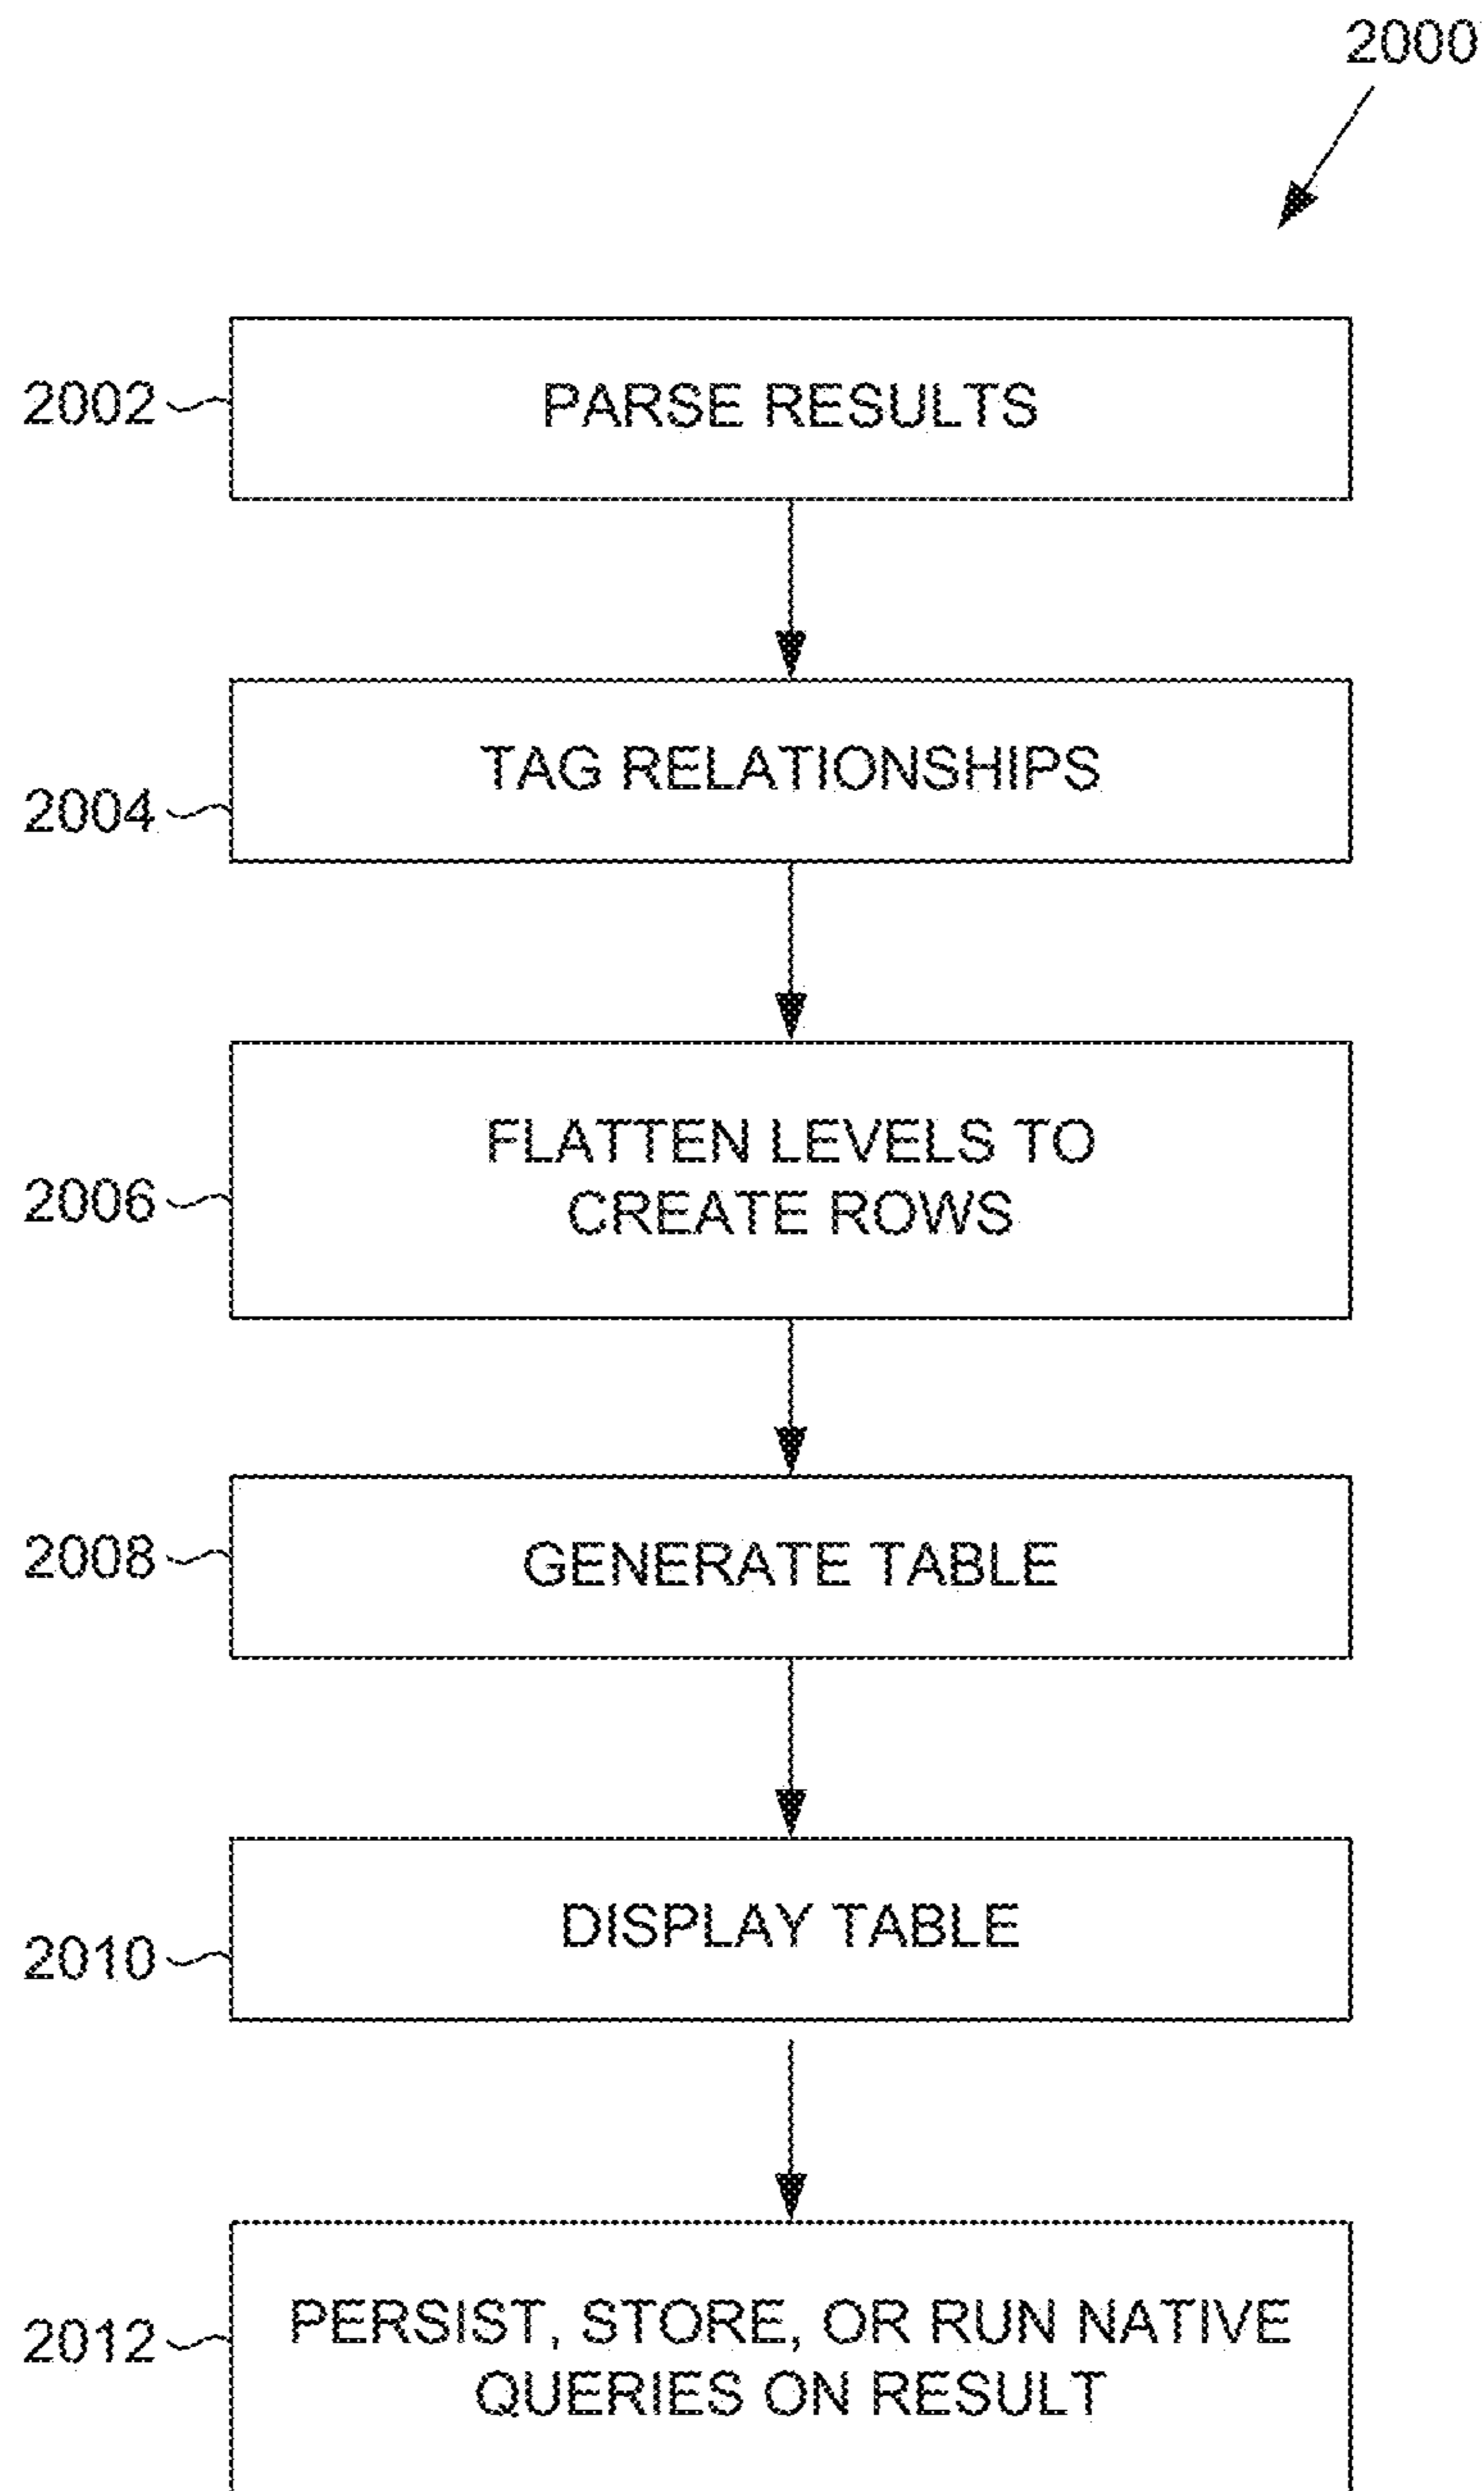 2000
2002
PARSE RESULTS
2004
TAG RELATIONSHIPS
2006
FLATTEN LEVELS TO
CREATE ROWS
2008
GENERATE TABLE
2010
DISPLAY TABLE
2012
PERSIST, STORE, OR RUN NATIVE
QUERIES ON RESULT